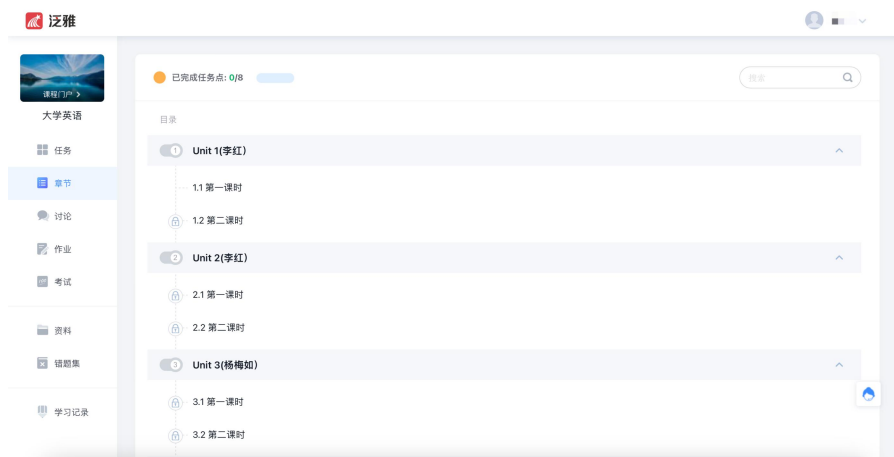 泛雅
已完成任务点: 0/8
搜索
课程门户 >
大学英语
任务
章节
讨论
作业
考试
资料
错题集
学习记录
目录
1 Unit 1(李红)
1.1 第一课时
1.2 第二课时
2 Unit 2(李红)
2.1 第一课时
2.2 第二课时
3 Unit 3(杨梅如)
3.1 第一课时
3.2 第二课时